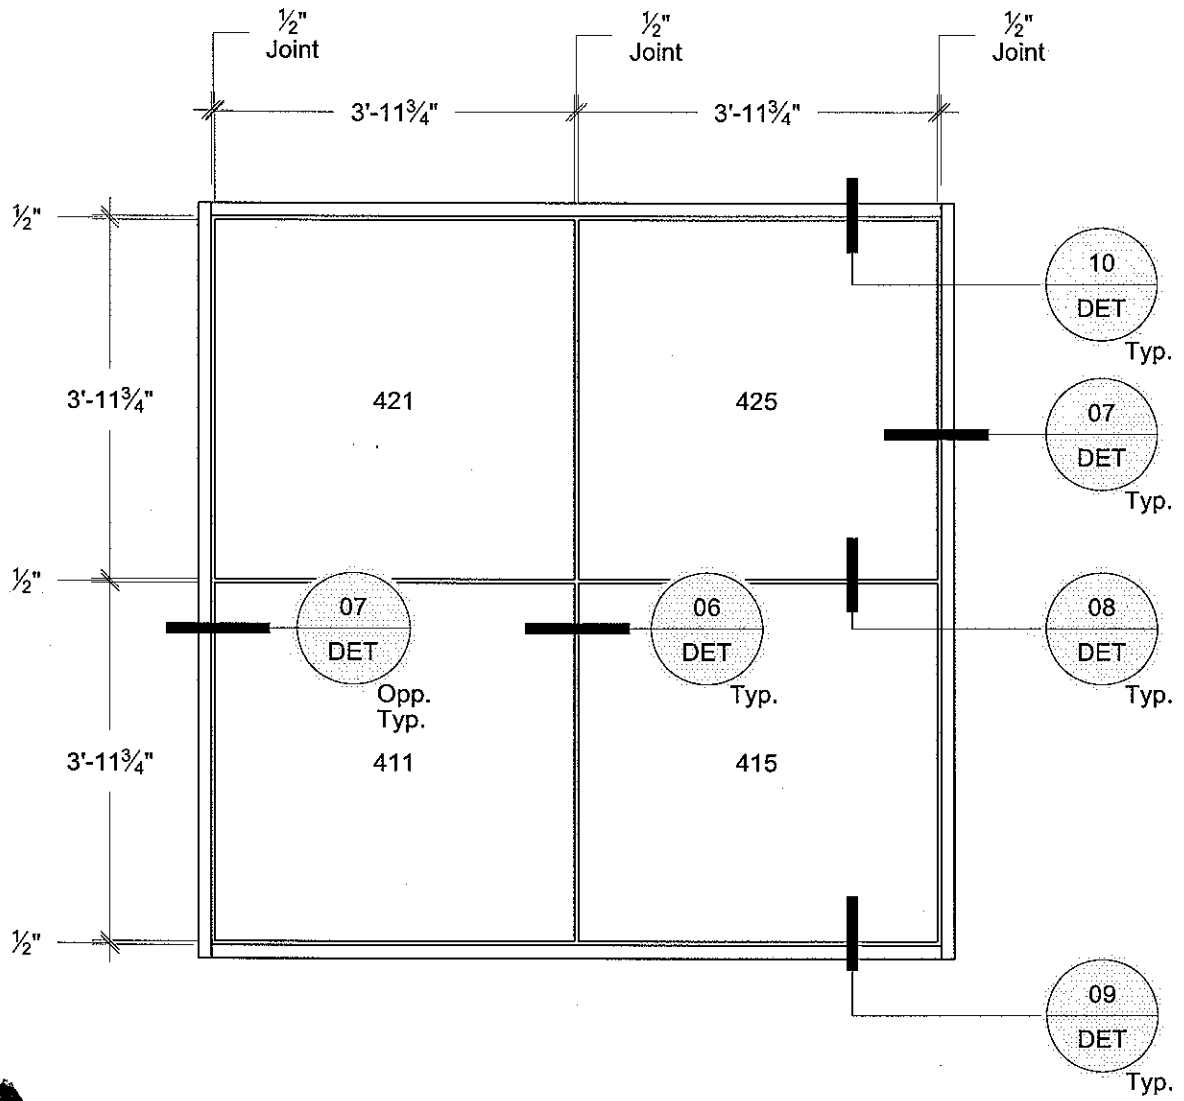 ½" Joint
½" Joint
½" Joint
3'-11¾"
3'-11¾"
½"
10
DET
Typ.
3'-11¾"
421
425
07
DET
Typ.
½"
07
DET
Opp.
Typ.
06
DET
Typ.
08
DET
Typ.
3'-11¾"
411
415
½"
09
DET
Typ.